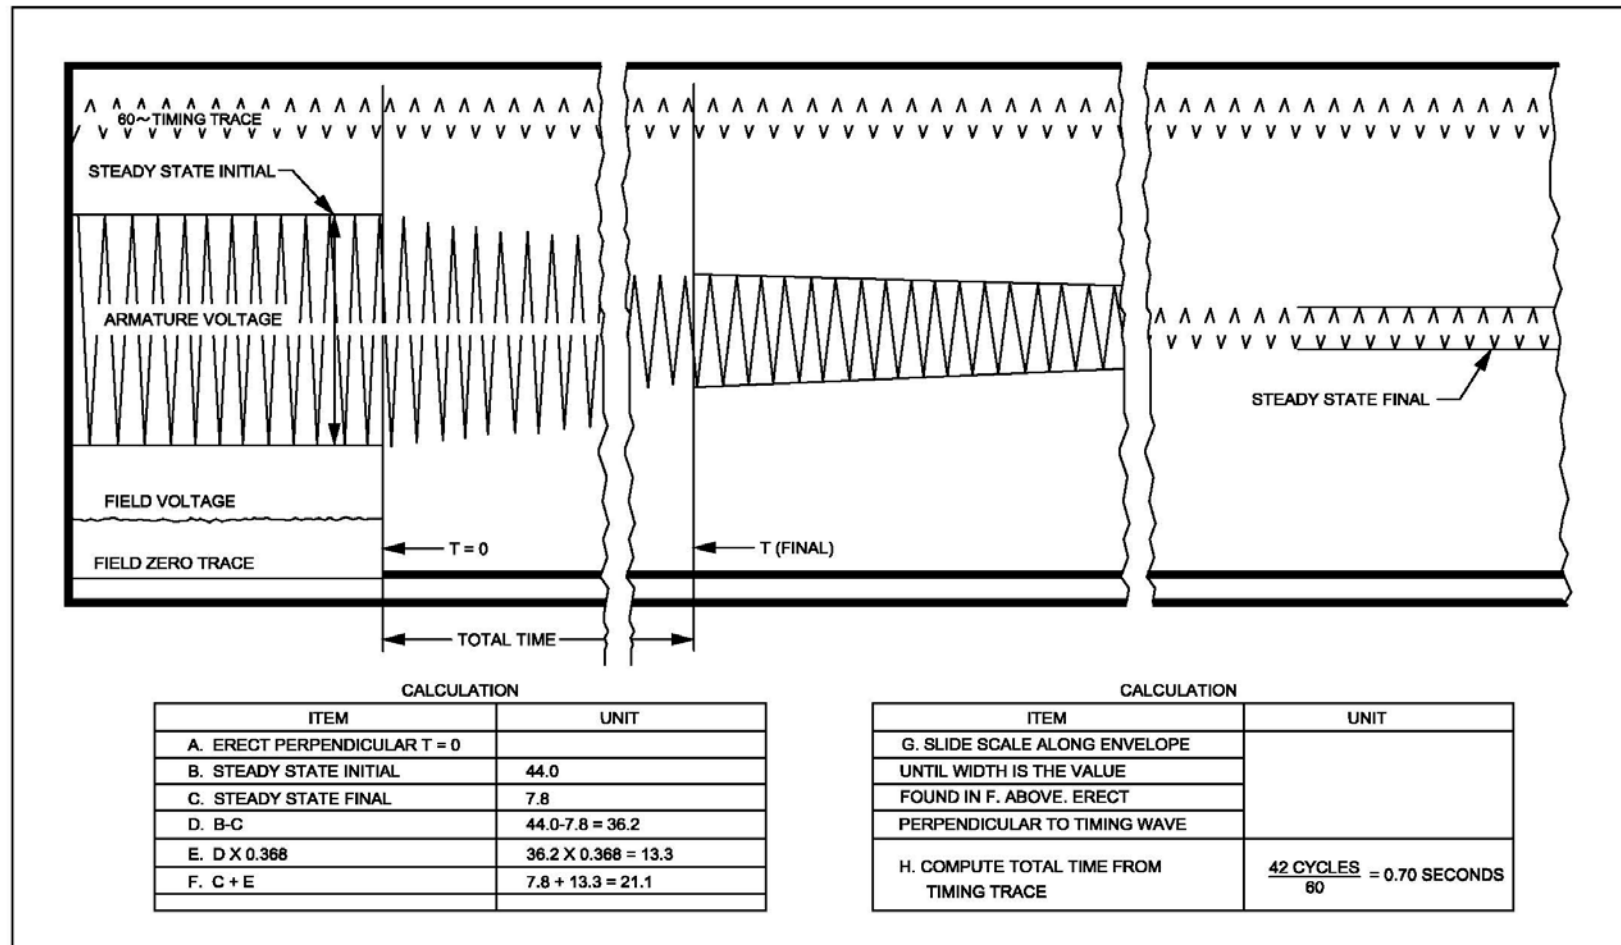 60～TIMING TRACE
STEADY STATE INITIAL
ARMATURE VOLTAGE
STEADY STATE FINAL
FIELD VOLTAGE
T = 0
T (FINAL)
FIELD ZERO TRACE
TOTAL TIME
CALCULATION
ITEM UNIT
A. ERECT PERPENDICULAR T = 0
B. STEADY STATE INITIAL 44.0
C. STEADY STATE FINAL 7.8
D. B-C 44.0-7.8 = 36.2
E. D X 0.368 36.2 X 0.368 = 13.3
F. C + E 7.8 + 13.3 = 21.1
CALCULATION
ITEM UNIT
G. SLIDE SCALE ALONG ENVELOPE
UNTIL WIDTH IS THE VALUE
FOUND IN F. ABOVE. ERECT
PERPENDICULAR TO TIMING WAVE
H. COMPUTE TOTAL TIME FROM
TIMING TRACE
42 CYCLES
60
= 0.70 SECONDS